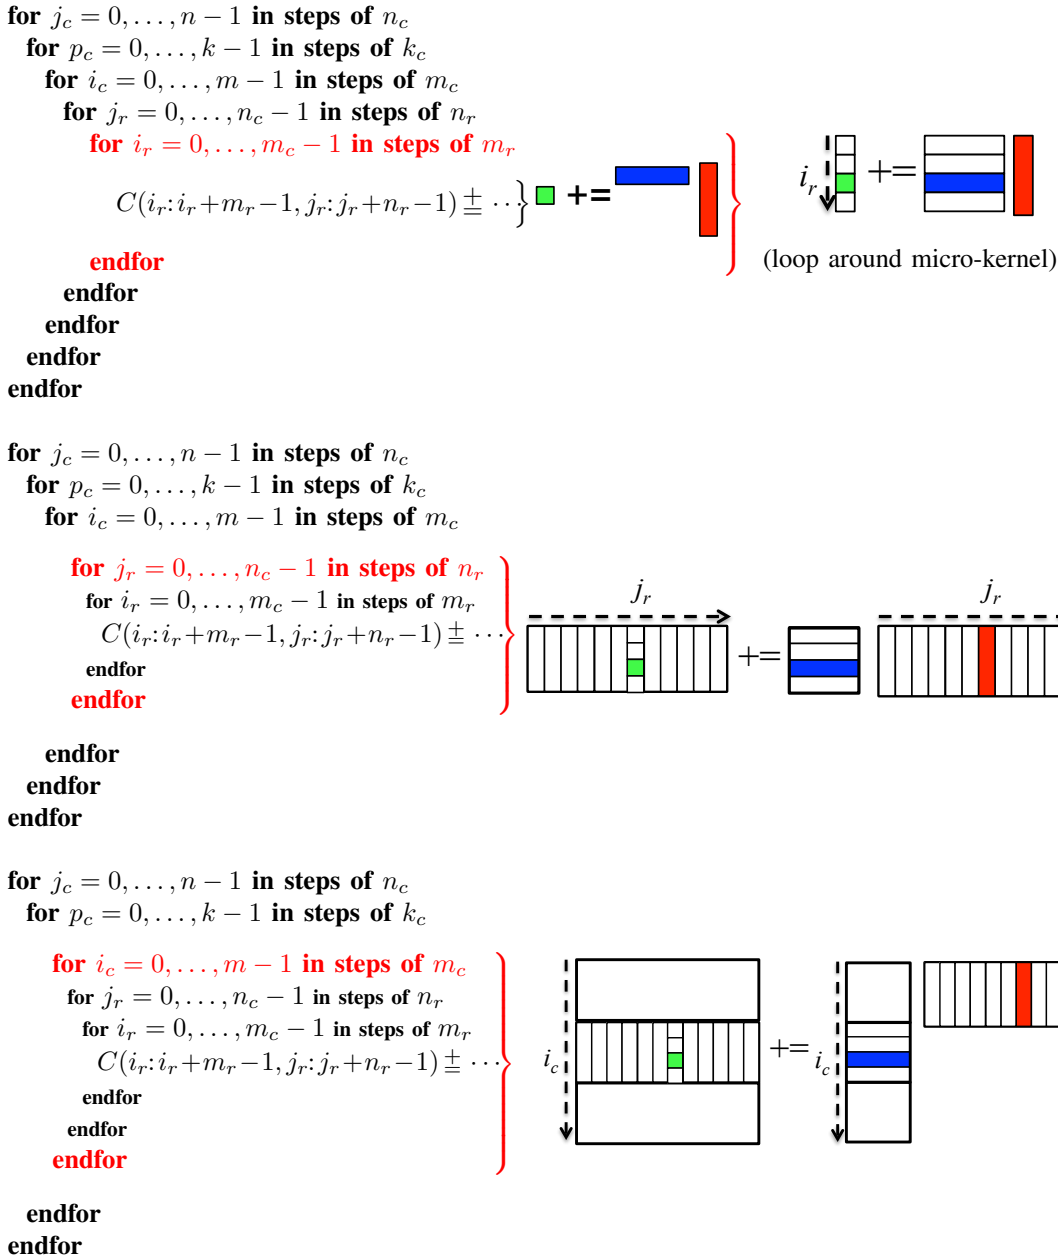 for j_c = 0, . . . , n − 1 in steps of n_c
for p_c = 0, . . . , k − 1 in steps of k_c
for i_c = 0, . . . , m − 1 in steps of m_c
for j_r = 0, . . . , n_c − 1 in steps of n_r
for i_r = 0, . . . , m_c − 1 in steps of m_r
C(i_r : i_r + m_r − 1, j_r : j_r + n_r − 1) +̲= · · · } += i_r +=
(loop around micro-kernel)
endfor
endfor
endfor
endfor
endfor
for j_c = 0, . . . , n − 1 in steps of n_c
for p_c = 0, . . . , k − 1 in steps of k_c
for i_c = 0, . . . , m − 1 in steps of m_c
for j_r = 0, . . . , n_c − 1 in steps of n_r
for i_r = 0, . . . , m_c − 1 in steps of m_r
C(i_r : i_r + m_r − 1, j_r : j_r + n_r − 1) +̲= · · ·
endfor
endfor
j_r += j_r
endfor
endfor
endfor
for j_c = 0, . . . , n − 1 in steps of n_c
for p_c = 0, . . . , k − 1 in steps of k_c
for i_c = 0, . . . , m − 1 in steps of m_c
for j_r = 0, . . . , n_c − 1 in steps of n_r
for i_r = 0, . . . , m_c − 1 in steps of m_r
C(i_r : i_r + m_r − 1, j_r : j_r + n_r − 1) +̲= · · ·
endfor
endfor
endfor
i_c += i_c
endfor
endfor